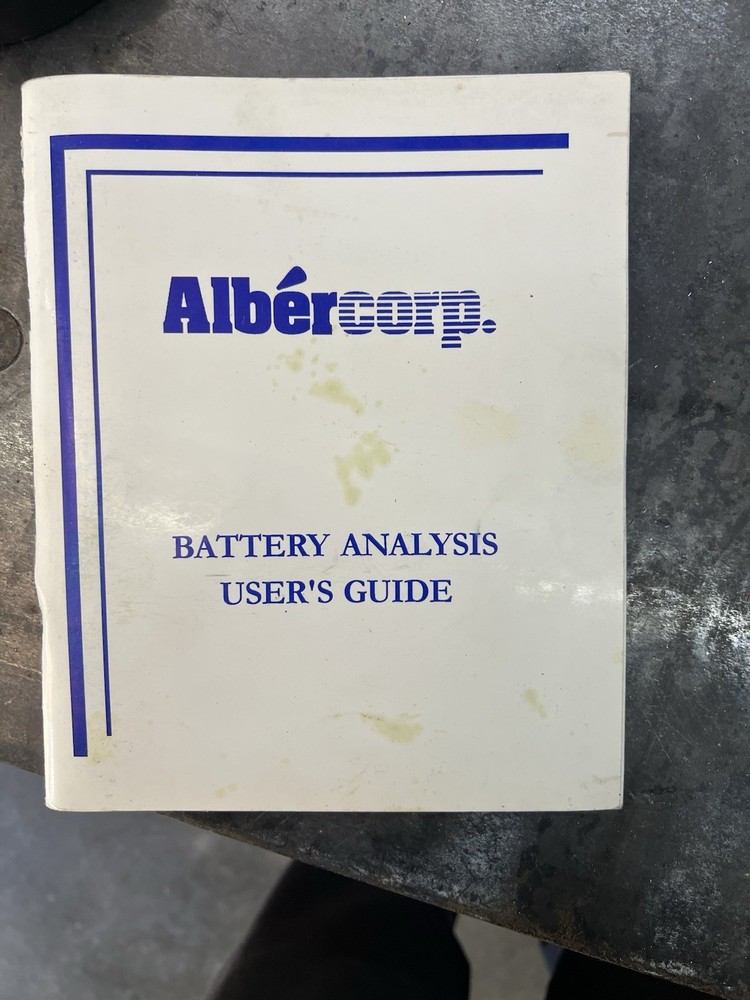 Albércorp.
BATTERY ANALYSIS
USER'S GUIDE